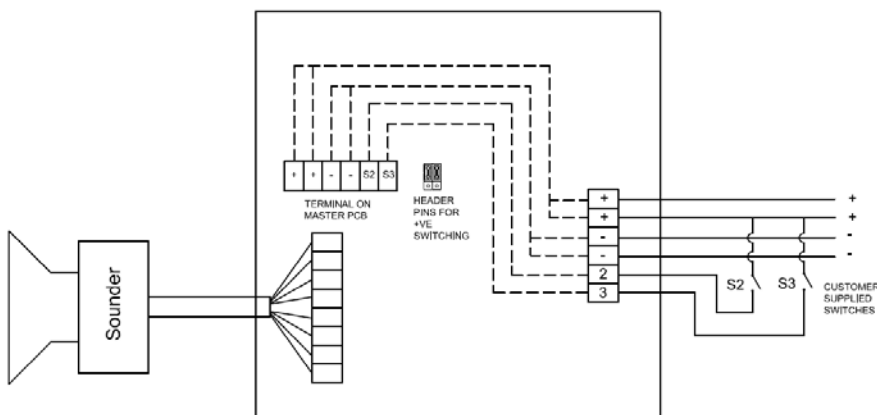 + + - - S2 S3
TERMINAL ON
MASTER PCB
HEADER
PINS FOR
+VE
SWITCHING
Sounder
+
+
-
-
2
3
+
+
-
-
S2
S3
CUSTOMER
SUPPLIED
SWITCHES